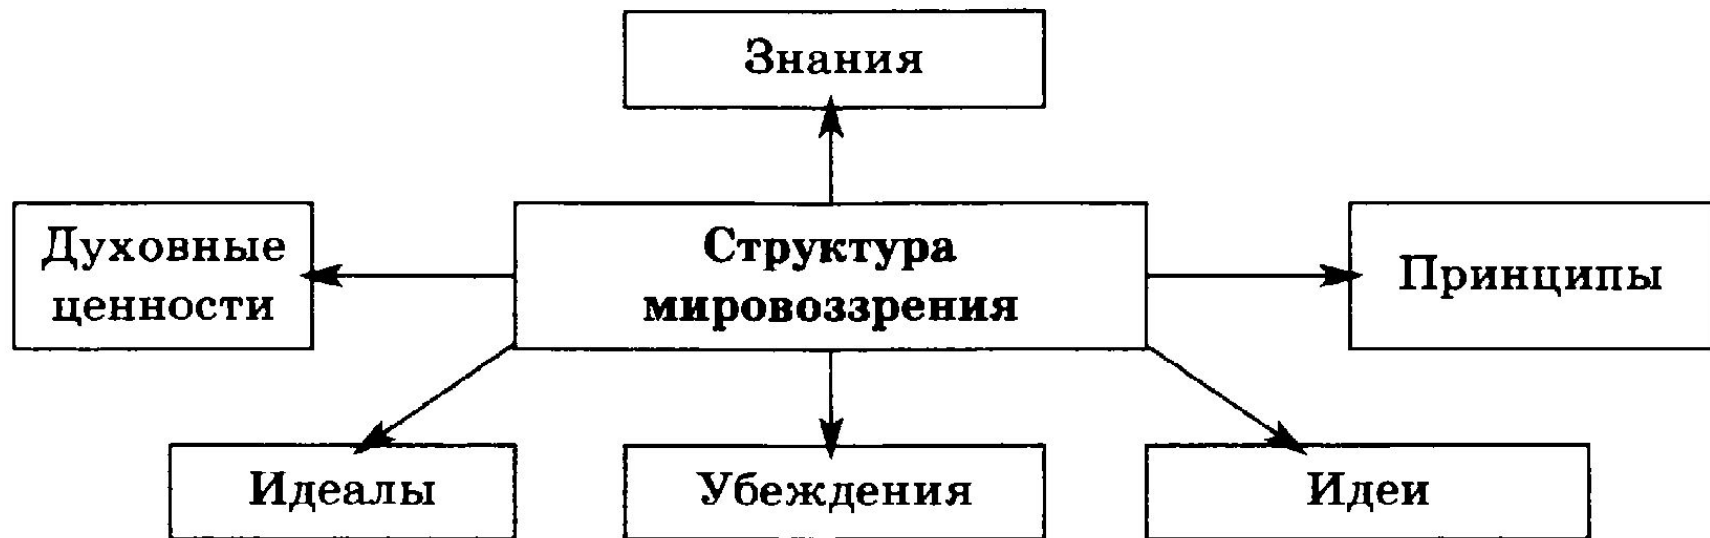 Знания
Духовные
ценности
Структура
мировоззрения
Принципы
Идеалы
Убеждения
Идеи